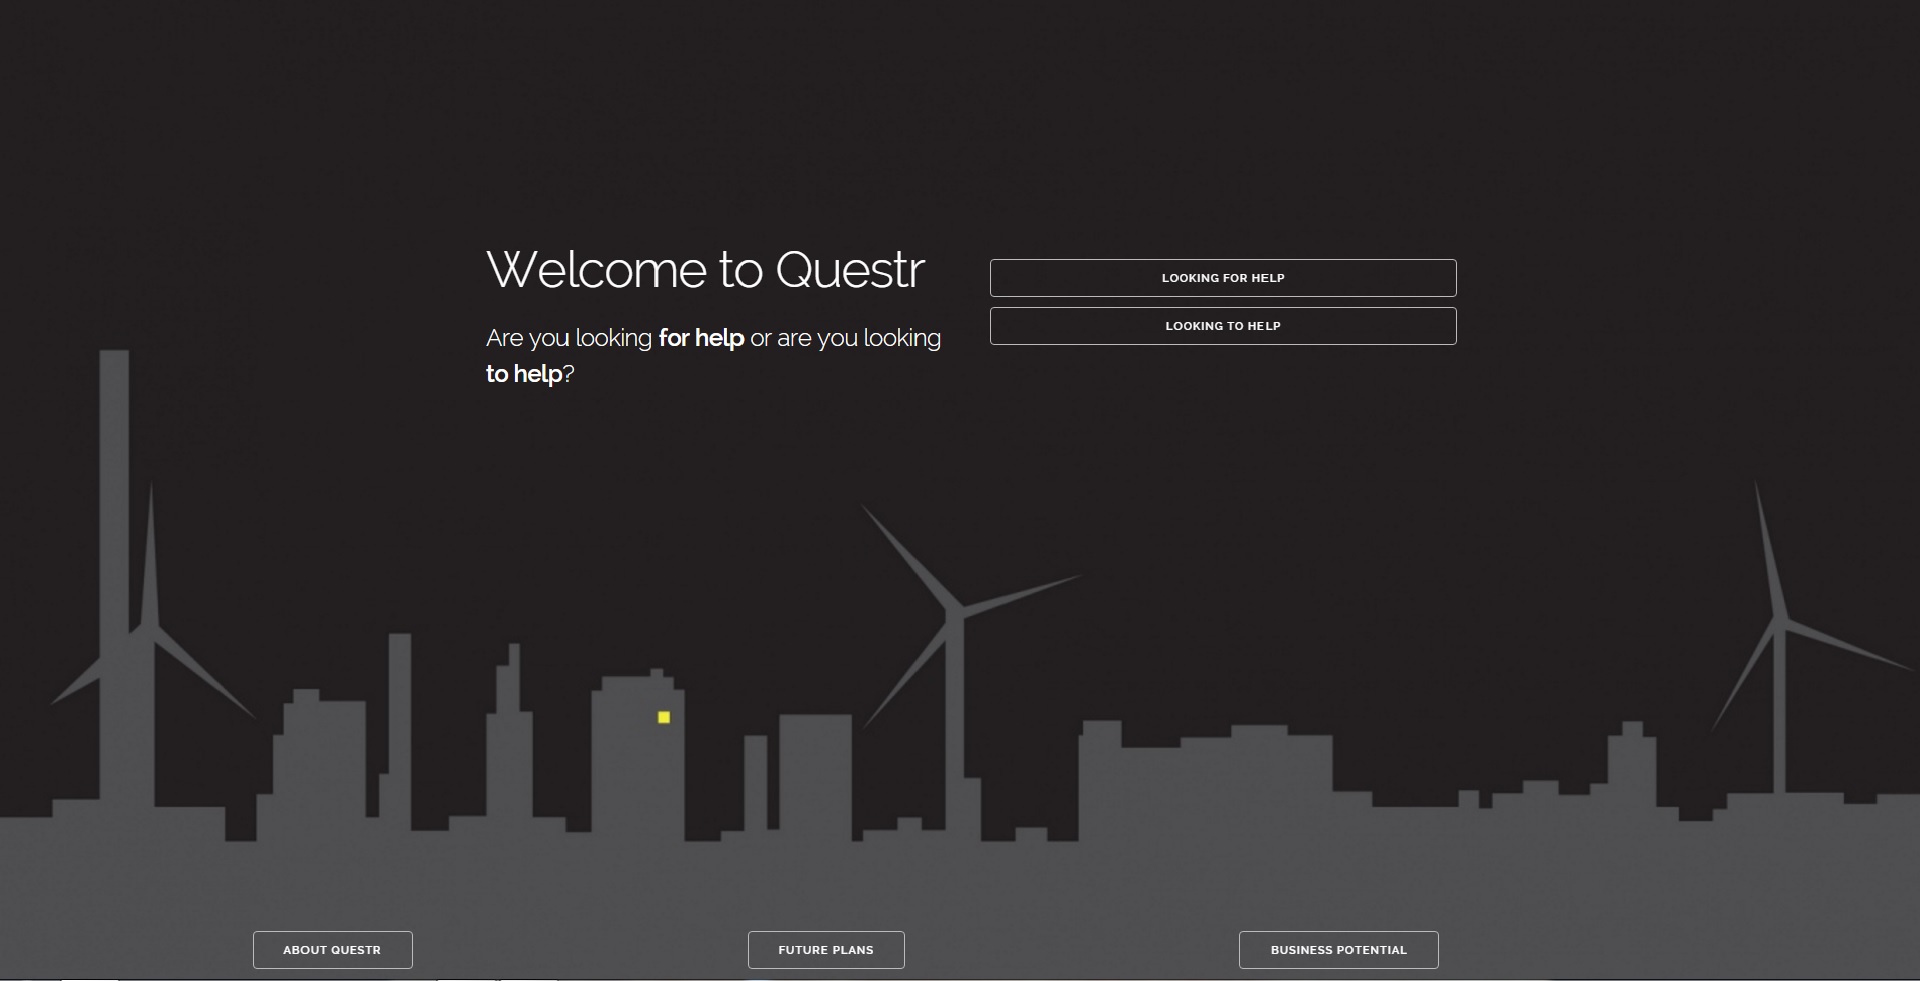 Welcome to Questr
Are you looking for help or are you looking
to help?
LOOKING FOR HELP
LOOKING TO HELP
ABOUT QUESTR
FUTURE PLANS
BUSINESS POTENTIAL